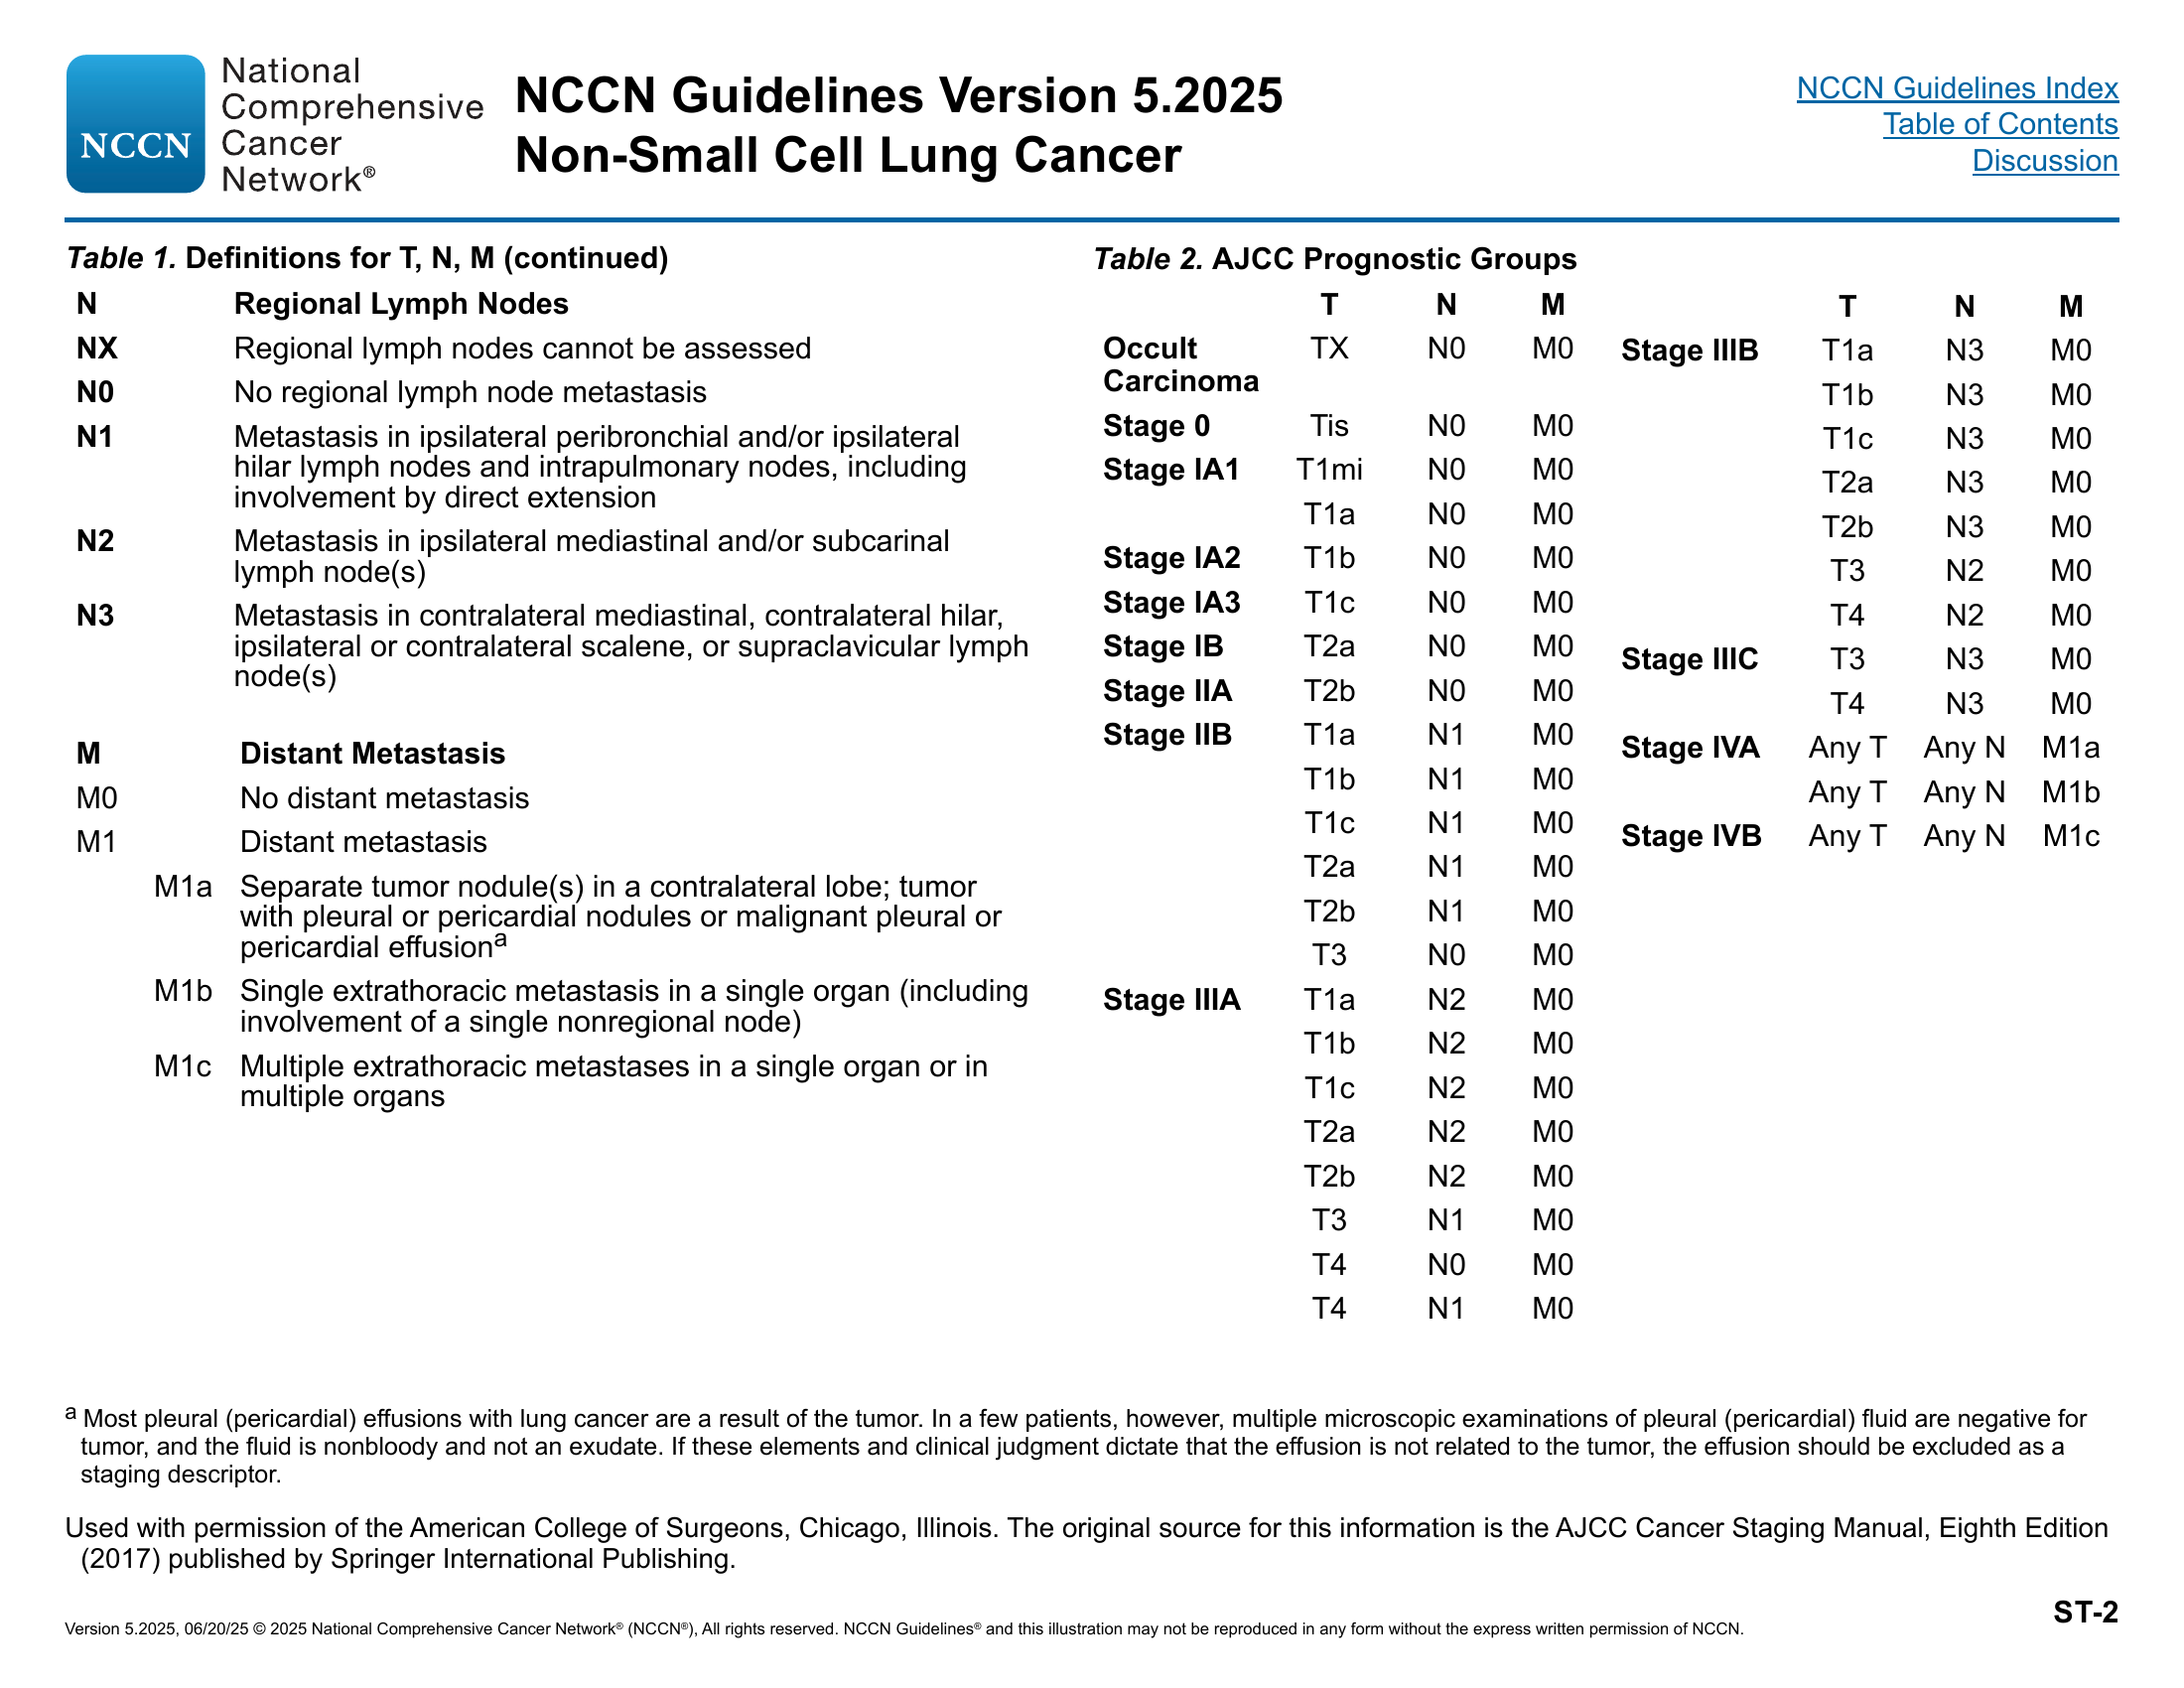 National
Comprehensive
Cancer
Network®
NCCN
NCCN Guidelines Version 5.2025
Non-Small Cell Lung Cancer
NCCN Guidelines Index
Table of Contents
Discussion
Table 1. Definitions for T, N, M (continued)
N Regional Lymph Nodes
NX Regional lymph nodes cannot be assessed
N0 No regional lymph node metastasis
N1 Metastasis in ipsilateral peribronchial and/or ipsilateral
hilar lymph nodes and intrapulmonary nodes, including
involvement by direct extension
N2 Metastasis in ipsilateral mediastinal and/or subcarinal
lymph node(s)
N3 Metastasis in contralateral mediastinal, contralateral hilar,
ipsilateral or contralateral scalene, or supraclavicular lymph
node(s)
M Distant Metastasis
M0 No distant metastasis
M1 Distant metastasis
M1a Separate tumor nodule(s) in a contralateral lobe; tumor
with pleural or pericardial nodules or malignant pleural or
pericardial effusionª
M1b Single extrathoracic metastasis in a single organ (including
involvement of a single nonregional node)
M1c Multiple extrathoracic metastases in a single organ or in
multiple organs
Table 2. AJCC Prognostic Groups
T N M
Occult TX N0 M0
Carcinoma
Stage 0 Tis N0 M0
Stage IA1 T1mi N0 M0
T1a N0 M0
Stage IA2 T1b N0 M0
Stage IA3 T1c N0 M0
Stage IB T2a N0 M0
Stage IIA T2b N0 M0
Stage IIB T1a N1 M0
T1b N1 M0
T1c N1 M0
T2a N1 M0
T2b N1 M0
T3 N0 M0
Stage IIIA T1a N2 M0
T1b N2 M0
T1c N2 M0
T2a N2 M0
T2b N2 M0
T3 N1 M0
T4 N0 M0
T4 N1 M0
T N M
Stage IIIB T1a N3 M0
T1b N3 M0
T1c N3 M0
T2a N3 M0
T2b N3 M0
T3 N2 M0
T4 N2 M0
Stage IIIC T3 N3 M0
T4 N3 M0
Stage IVA Any T Any N M1a
Any T Any N M1b
Stage IVB Any T Any N M1c
ª Most pleural (pericardial) effusions with lung cancer are a result of the tumor. In a few patients, however, multiple microscopic examinations of pleural (pericardial) fluid are negative for
tumor, and the fluid is nonbloody and not an exudate. If these elements and clinical judgment dictate that the effusion is not related to the tumor, the effusion should be excluded as a
staging descriptor.
Used with permission of the American College of Surgeons, Chicago, Illinois. The original source for this information is the AJCC Cancer Staging Manual, Eighth Edition
(2017) published by Springer International Publishing.
ST-2
Version 5.2025, 06/20/25 © 2025 National Comprehensive Cancer Network® (NCCN®), All rights reserved. NCCN Guidelines® and this illustration may not be reproduced in any form without the express written permission of NCCN.